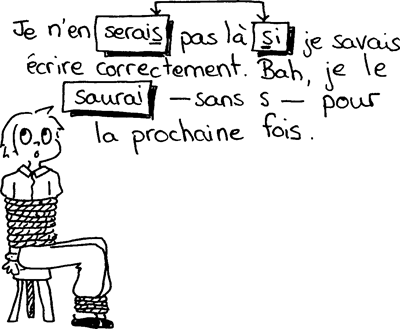 Je n'en serais pas là si je savais
écrire correctement. Bah, je le
saurai — sans s — pour
la prochaine fois.